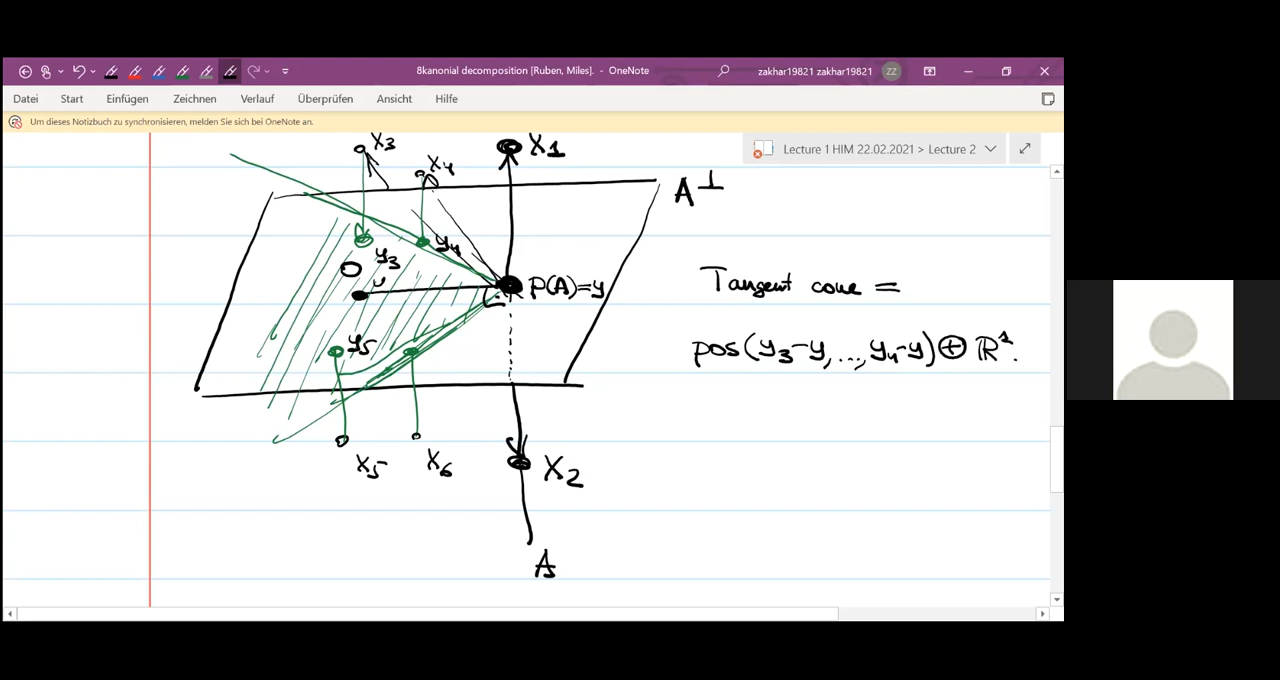 8kanonial decomposition [Ruben, Miles]. - OneNote
zakhar19821 zakhar19821
ZZ
Datei Start Einfügen Zeichnen Verlauf Überprüfen Ansicht Hilfe
Um dieses Notizbuch zu synchronisieren, melden Sie sich bei OneNote an.
Lecture 1 HIM 22.02.2021 > Lecture 2
X3
X4
X1
A⊥
y3
y4
P(A)=y
Tangent cone =
pos(y3-y, ..., y4-y) ⊕ ℝ¹.
y5
X5
X6
X2
A